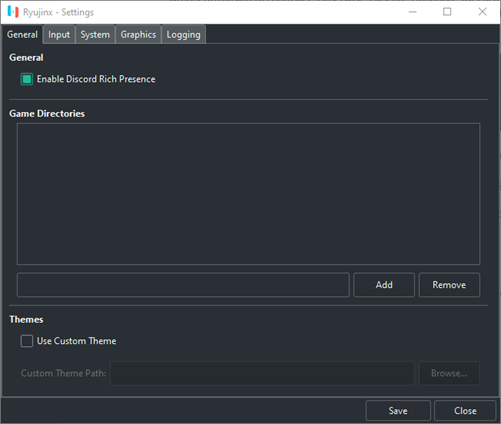 Ryujinx - Settings
General Input System Graphics Logging
General
Enable Discord Rich Presence
Game Directories
Add Remove
Themes
Use Custom Theme
Custom Theme Path: Browse...
Save Close